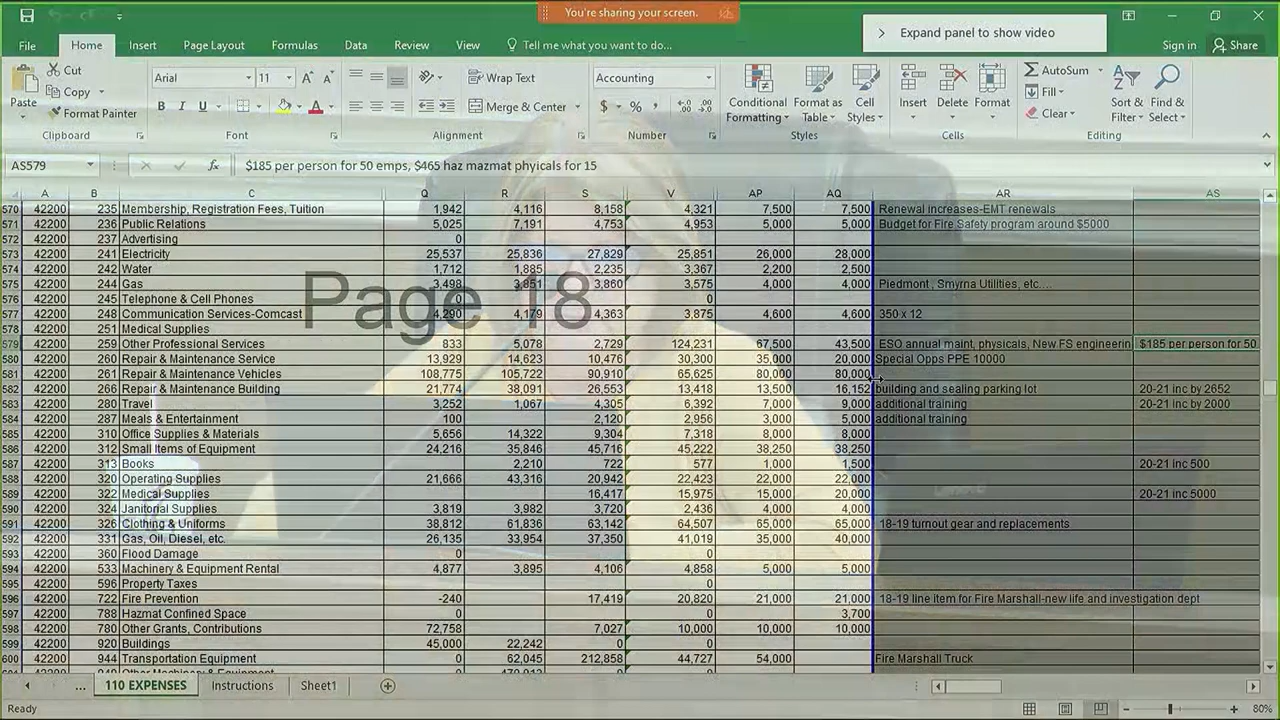 You're sharing your screen.
Expand panel to show video
File Home Insert Page Layout Formulas Data Review View Tell me what you want to do... Sign in Share
Cut
Copy
Format Painter
Paste
Clipboard
Arial 11
B I U
Font
Wrap Text
Merge & Center
Alignment
Accounting
$ % ,
Number
Conditional Formatting
Format as Table
Cell Styles
Styles
Insert Delete Format
Cells
AutoSum
Fill
Clear
Sort & Filter
Find & Select
Editing
AS579 fx $185 per person for 50 emps, $465 haz mazmat phyicals for 15
A B C Q R S V AP AQ AR AS
570 42200 235 Membership, Registration Fees, Tuition 1,942 4,116 8,158 4,321 7,500 7,500 Renewal increases-EMT renewals
571 42200 236 Public Relations 5,025 7,191 4,753 4,953 5,000 5,000 Budget for Fire Safety program around $5000
572 42200 237 Advertising 0
573 42200 241 Electricity 25,537 25,836 27,829 25,851 26,000 28,000
574 42200 242 Water 1,712 1,885 2,235 3,367 2,200 2,500
575 42200 244 Gas 3,498 3,851 3,860 3,575 4,000 4,000 Piedmont, Smyrna Utilities, etc....
576 42200 245 Telephone & Cell Phones 0 0
Page 18
577 42200 248 Communication Services-Comcast 4,290 4,179 4,363 3,875 4,600 4,600 350 x 12
578 42200 251 Medical Supplies
579 42200 259 Other Professional Services 833 5,078 2,729 124,231 67,000 43,500 ESO annual maint, physicals, New FS engineerin $185 per person for 50
580 42200 260 Repair & Maintenance Service 13,929 14,623 10,476 30,300 35,000 20,000 Special Opps PPE 10000
581 42200 261 Repair & Maintenance Vehicles 108,775 105,722 90,910 65,625 80,000 80,000
582 42200 266 Repair & Maintenance Building 21,774 38,091 26,553 13,418 13,500 16,152 building and sealing parking lot 20-21 inc by 2652
583 42200 280 Travel 3,252 1,067 4,305 6,392 7,000 9,000 additional training 20-21 inc by 2000
584 42200 287 Meals & Entertainment 100 2,120 2,956 3,000 5,000 additional training
585 42200 310 Office Supplies & Materials 5,656 14,322 9,304 7,318 8,000 8,000
586 42200 312 Small Items of Equipment 24,216 35,846 45,716 45,222 38,250 38,250
587 42200 313 Books 2,210 722 577 1,000 1,500 20-21 inc 500
588 42200 320 Operating Supplies 21,666 43,316 20,942 22,423 22,000 22,000
589 42200 322 Medical Supplies 16,417 15,975 15,000 20,000 20-21 inc 5000
590 42200 324 Janitorial Supplies 3,819 3,982 3,720 2,436 4,000 4,000
591 42200 326 Clothing & Uniforms 38,812 61,836 63,142 64,507 65,000 65,000 18-19 turnout gear and replacements
592 42200 331 Gas, Oil, Diesel, etc. 26,135 33,954 37,350 41,019 35,000 40,000
593 42200 360 Flood Damage 0 0
594 42200 533 Machinery & Equipment Rental 4,877 3,895 4,106 4,858 5,000 5,000
595 42200 596 Property Taxes 0
596 42200 722 Fire Prevention -240 17,419 20,820 21,000 21,000 18-19 line item for Fire Marshall-new life and investigation dept
597 42200 788 Hazmat Confined Space 0 3,700
598 42200 780 Other Grants, Contributions 72,758 7,027 10,000 10,000 10,000
599 42200 920 Buildings 45,000 22,242 0
600 42200 944 Transportation Equipment 0 62,045 212,858 44,727 54,000 Fire Marshall Truck
... 110 EXPENSES Instructions Sheet1
Ready 80%